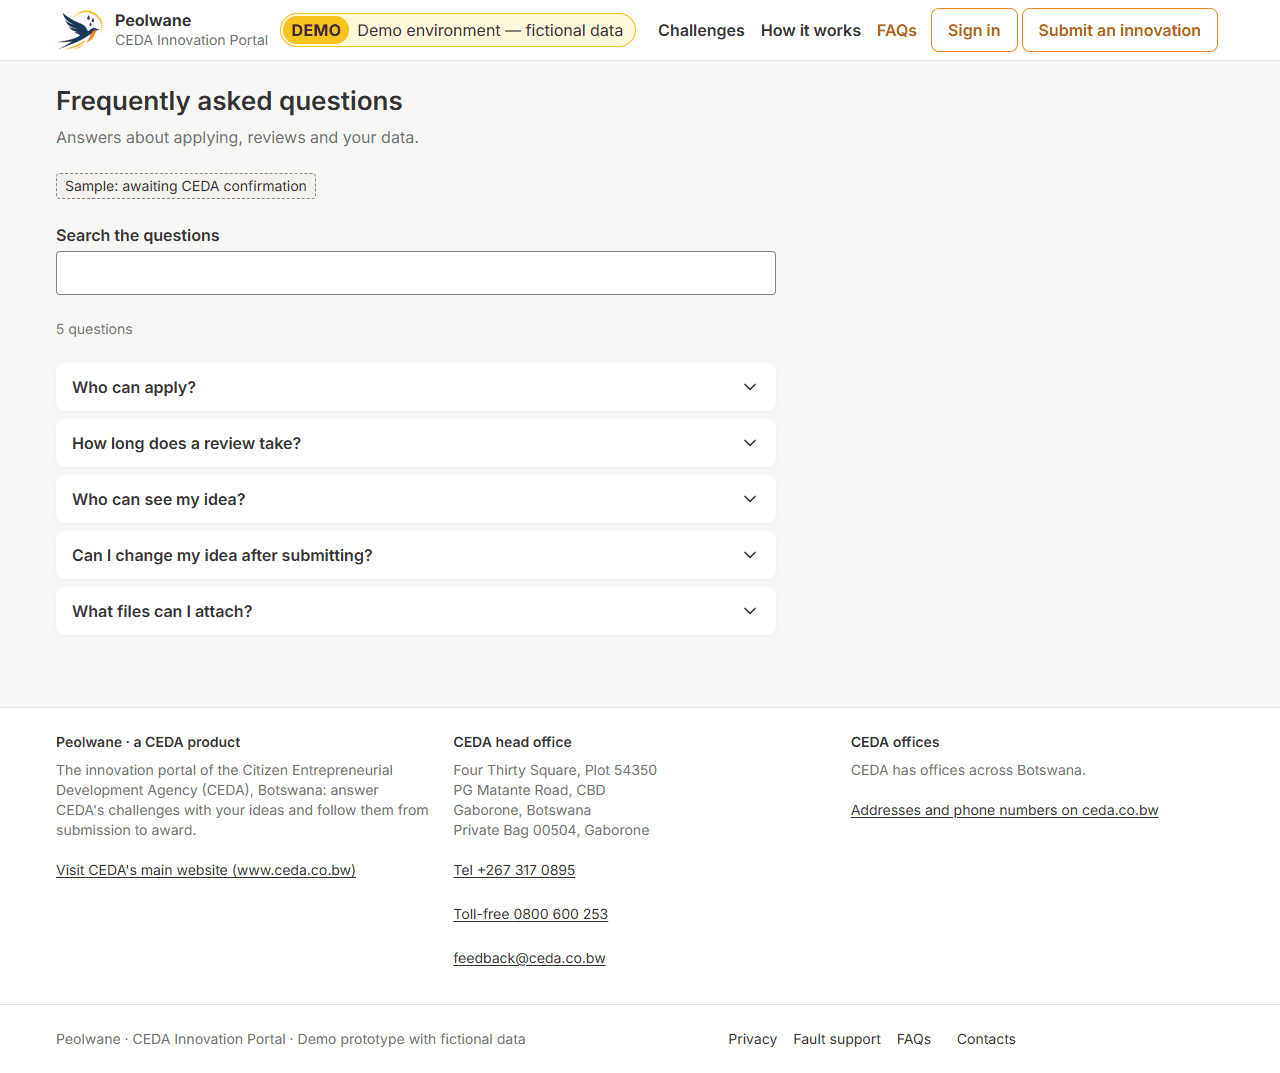 Peolwane
CEDA Innovation Portal
DEMO Demo environment — fictional data
Challenges How it works FAQs Sign in Submit an innovation
Frequently asked questions
Answers about applying, reviews and your data.
Sample: awaiting CEDA confirmation
Search the questions
5 questions
Who can apply?
How long does a review take?
Who can see my idea?
Can I change my idea after submitting?
What files can I attach?
Peolwane · a CEDA product
The innovation portal of the Citizen Entrepreneurial
Development Agency (CEDA), Botswana: answer
CEDA's challenges with your ideas and follow them from
submission to award.
Visit CEDA's main website (www.ceda.co.bw)
CEDA head office
Four Thirty Square, Plot 54350
PG Matante Road, CBD
Gaborone, Botswana
Private Bag 00504, Gaborone
Tel +267 317 0895
Toll-free 0800 600 253
feedback@ceda.co.bw
CEDA offices
CEDA has offices across Botswana.
Addresses and phone numbers on ceda.co.bw
Peolwane · CEDA Innovation Portal · Demo prototype with fictional data
Privacy Fault support FAQs Contacts